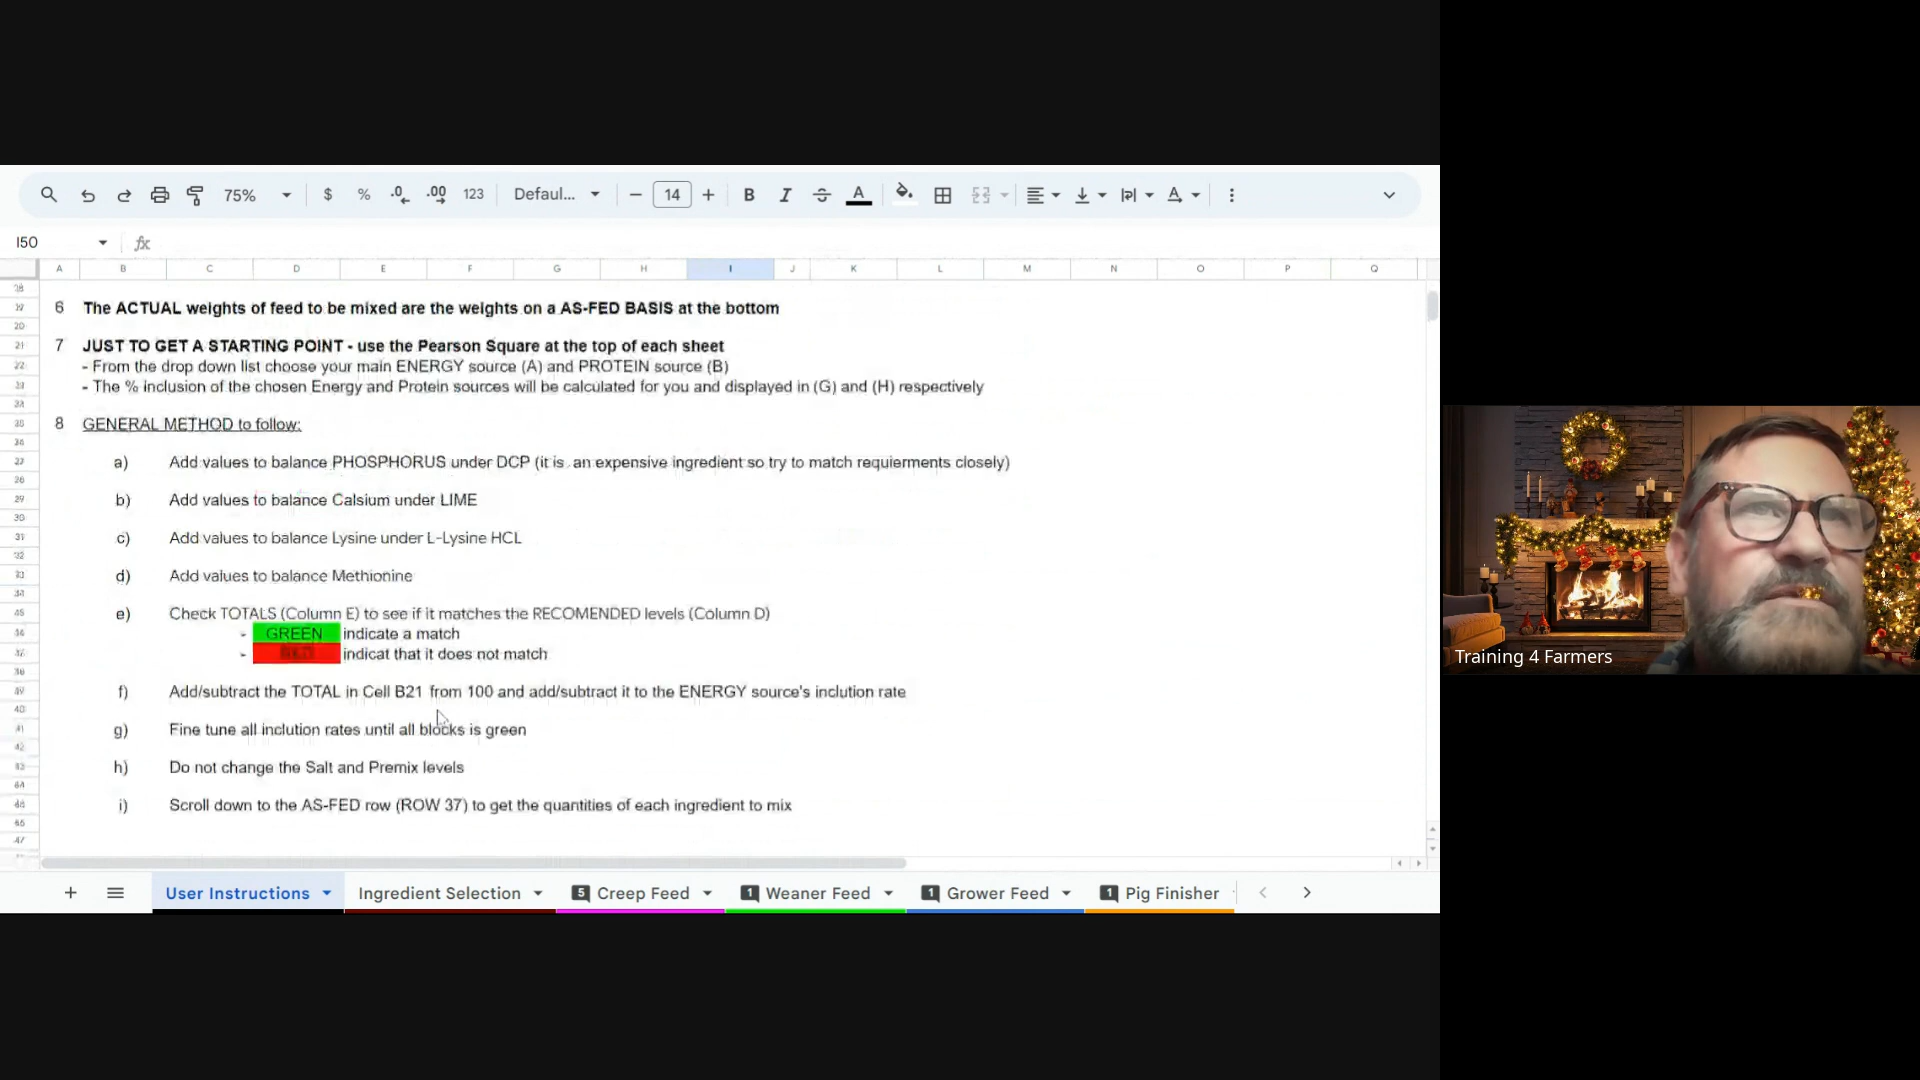 75%
$ % .0 .00 123 Defaul... − 14 + B I A
I50 fx
A B C D E F G H I J K L M N O P Q
6 The ACTUAL weights of feed to be mixed are the weights on a AS-FED BASIS at the bottom
7 JUST TO GET A STARTING POINT - use the Pearson Square at the top of each sheet
- From the drop down list choose your main ENERGY source (A) and PROTEIN source (B)
- The % inclusion of the chosen Energy and Protein sources will be calculated for you and displayed in (G) and (H) respectively
8 GENERAL METHOD to follow:
a) Add values to balance PHOSPHORUS under DCP (it is an expensive ingredient so try to match requierments closely)
b) Add values to balance Calsium under LIME
c) Add values to balance Lysine under L-Lysine HCL
d) Add values to balance Methionine
e) Check TOTALS (Column E) to see if it matches the RECOMENDED levels (Column D)
- GREEN indicate a match
- RED indicat that it does not match
f) Add/subtract the TOTAL in Cell B21 from 100 and add/subtract it to the ENERGY source's inclution rate
g) Fine tune all inclution rates until all blocks is green
h) Do not change the Salt and Premix levels
i) Scroll down to the AS-FED row (ROW 37) to get the quantities of each ingredient to mix
+ User Instructions Ingredient Selection 5 Creep Feed 1 Weaner Feed 1 Grower Feed 1 Pig Finisher
Training 4 Farmers